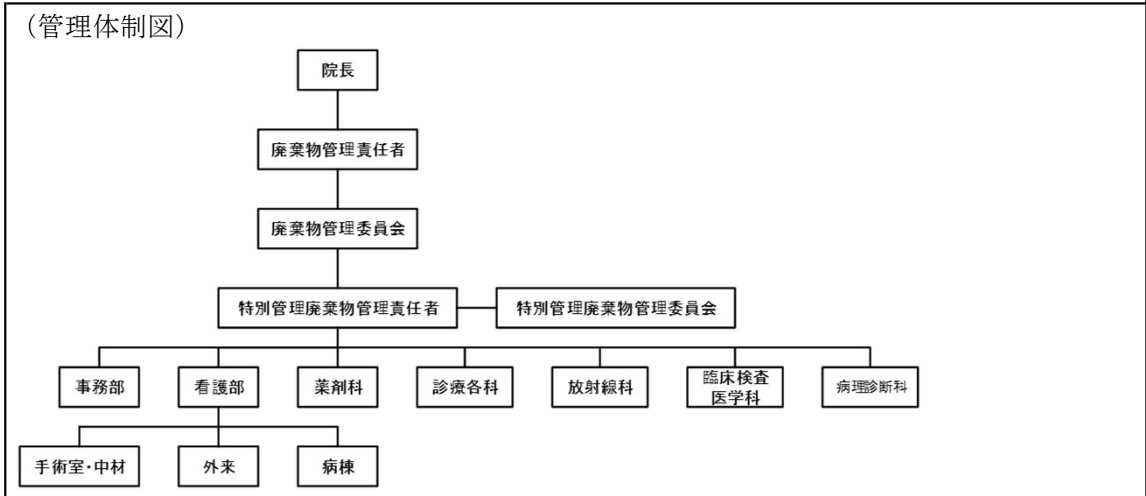 （管理体制図）
院長
廃棄物管理責任者
廃棄物管理委員会
特別管理廃棄物管理責任者
特別管理廃棄物管理委員会
事務部
看護部
薬剤科
診療各科
放射線科
臨床検査
医学科
病理診断科
手術室･中材
外来
病棟